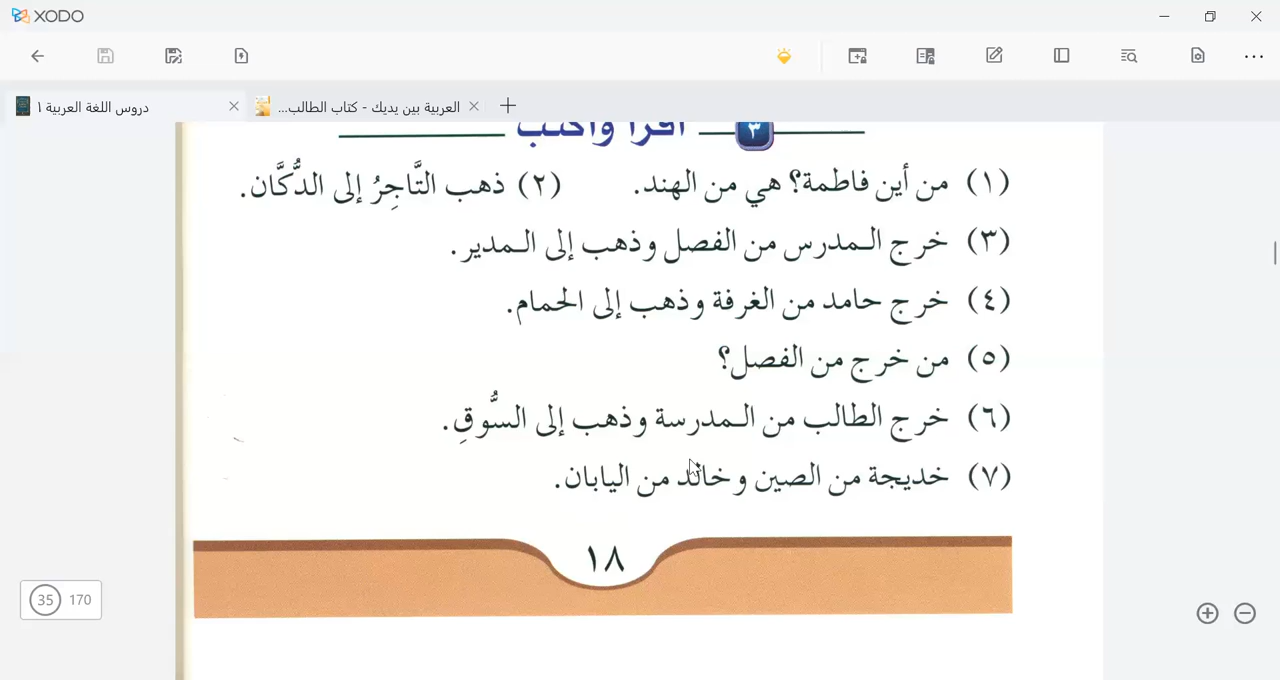 XODO
دروس اللغة العربية ١
العربية بين يديك - كتاب الطالب...
٣ اقرأ واكتب
(١) من أين فاطمة؟ هي من الهند. (٢) ذهب التَّاجِرُ إلى الدُّكَّان.
(٣) خرج المدرس من الفصل وذهب إلى المدير.
(٤) خرج حامد من الغرفة وذهب إلى الحمام.
(٥) من خرج من الفصل؟
(٦) خرج الطالب من المدرسة وذهب إلى السُّوقِ.
(٧) خديجة من الصين وخالد من اليابان.
١٨
35 170